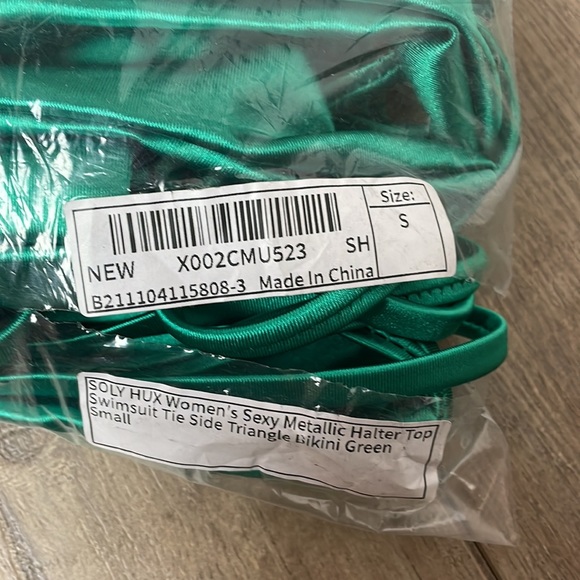 Size:
S
NEW X002CMU523 SH
B211104115808-3 Made In China
SOLY HUX Women's Sexy Metallic Halter Top
Swimsuit Tie Side Triangle Bikini Green
Small